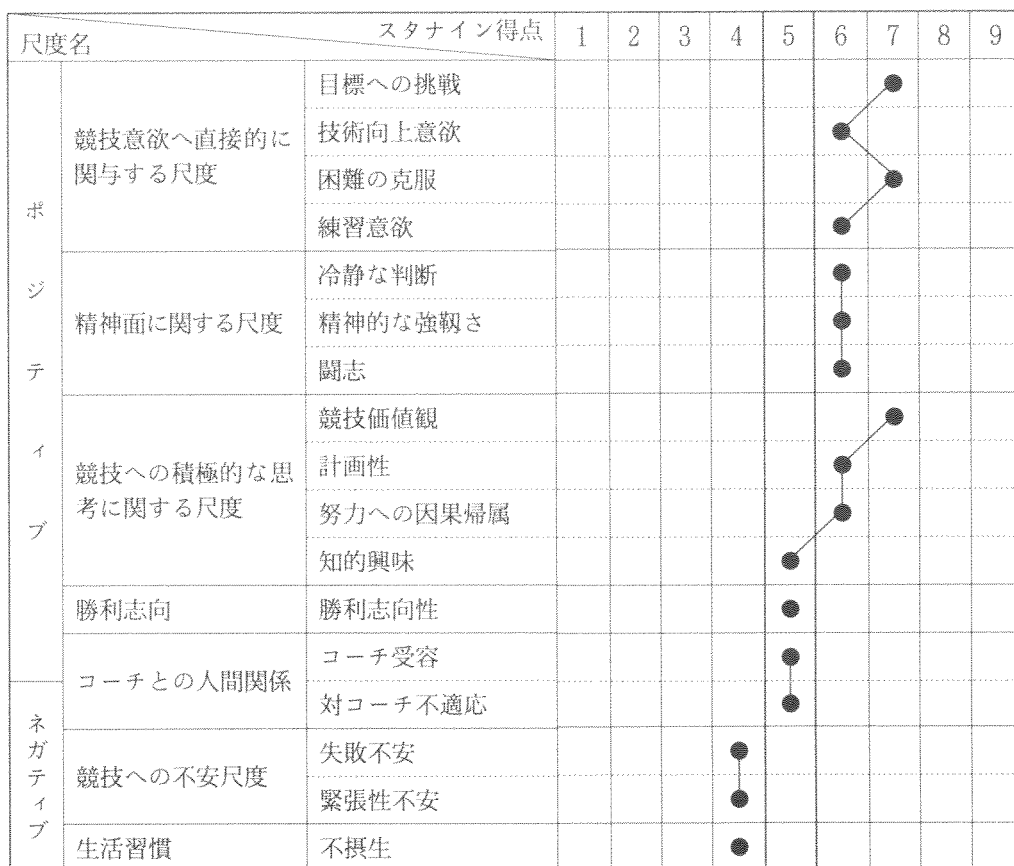 スタナイン得点
尺度名
1 2 3 4 5 6 7 8 9
ポジティブ
競技意欲へ直接的に
関与する尺度
目標への挑戦
技術向上意欲
困難の克服
練習意欲
精神面に関する尺度
冷静な判断
精神的な強靱さ
闘志
競技への積極的な思
考に関する尺度
競技価値観
計画性
努力への因果帰属
知的興味
勝利志向
勝利志向性
コーチとの人間関係
コーチ受容
対コーチ不適応
ネガティブ
競技への不安尺度
失敗不安
緊張性不安
生活習慣
不摂生